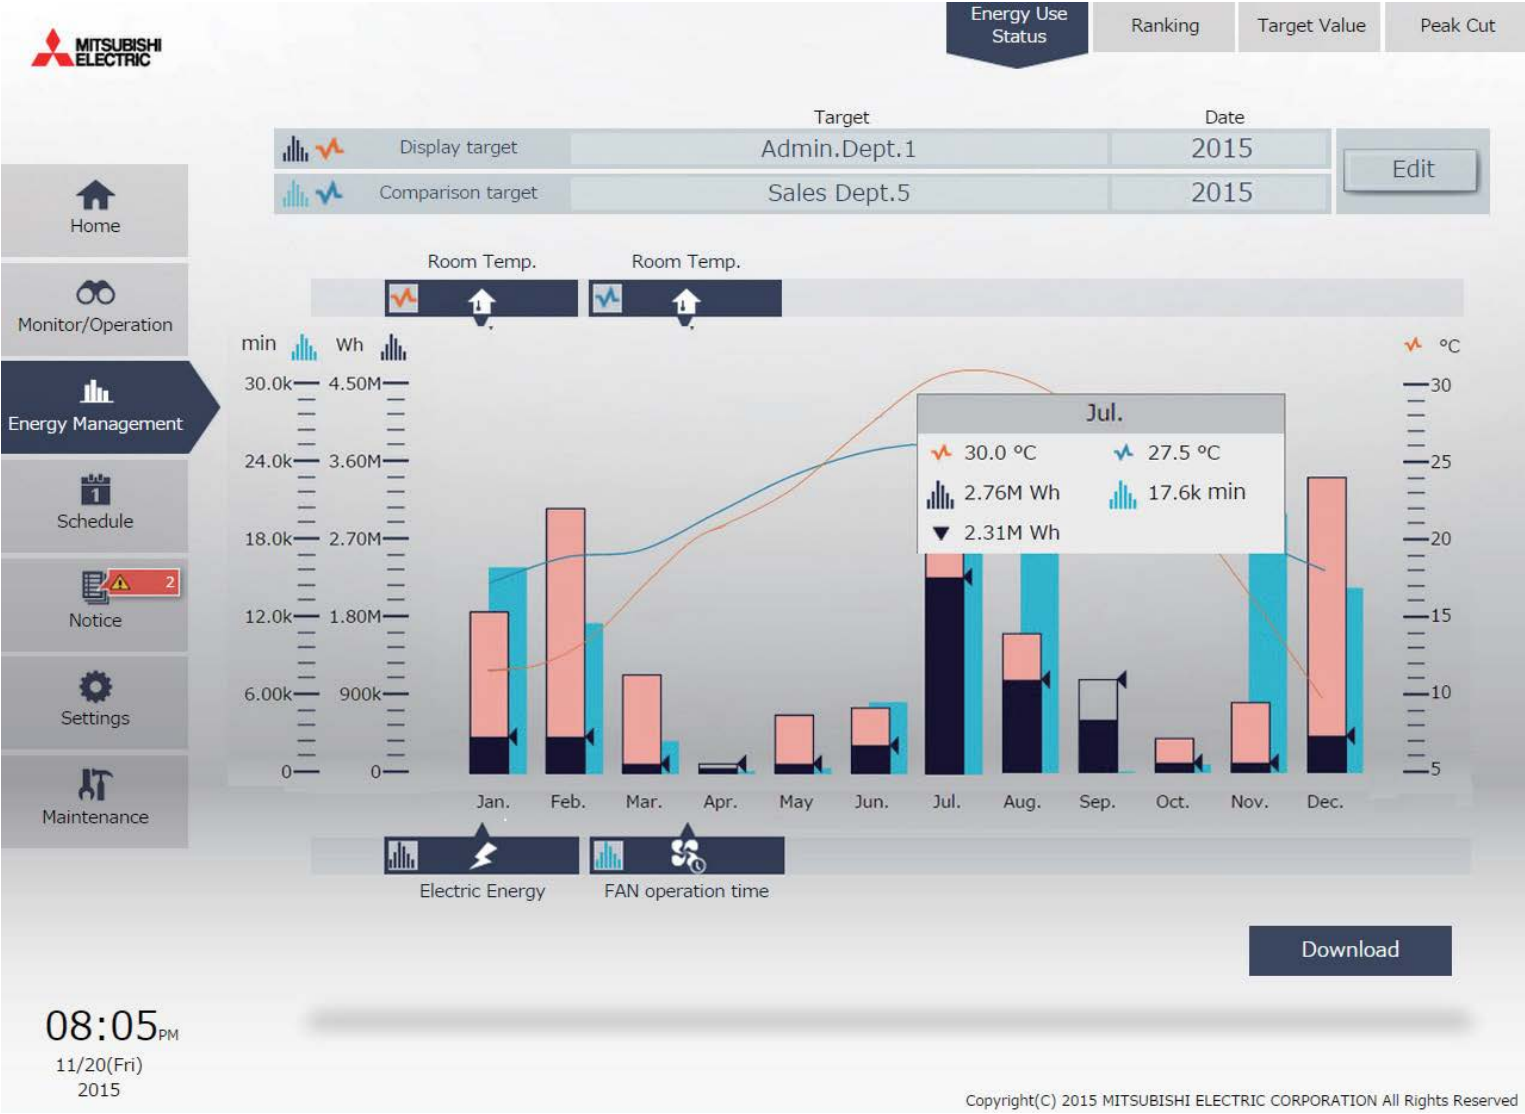 MITSUBISHI
ELECTRIC
Energy Use
Status
Ranking
Target Value
Peak Cut
Target
Date
Display target
Admin.Dept.1
2015
Comparison target
Sales Dept.5
2015
Edit
Home
Monitor/Operation
Energy Management
1
Schedule
2
Notice
Settings
Maintenance
Room Temp.
Room Temp.
min
Wh
°C
30.0k
4.50M
30
24.0k
3.60M
25
18.0k
2.70M
20
12.0k
1.80M
15
6.00k
900k
10
0
0
5
Jul.
30.0 °C
27.5 °C
2.76M Wh
17.6k min
2.31M Wh
Jan.
Feb.
Mar.
Apr.
May
Jun.
Jul.
Aug.
Sep.
Oct.
Nov.
Dec.
Electric Energy
FAN operation time
Download
08:05PM
11/20(Fri)
2015
Copyright(C) 2015 MITSUBISHI ELECTRIC CORPORATION All Rights Reserved